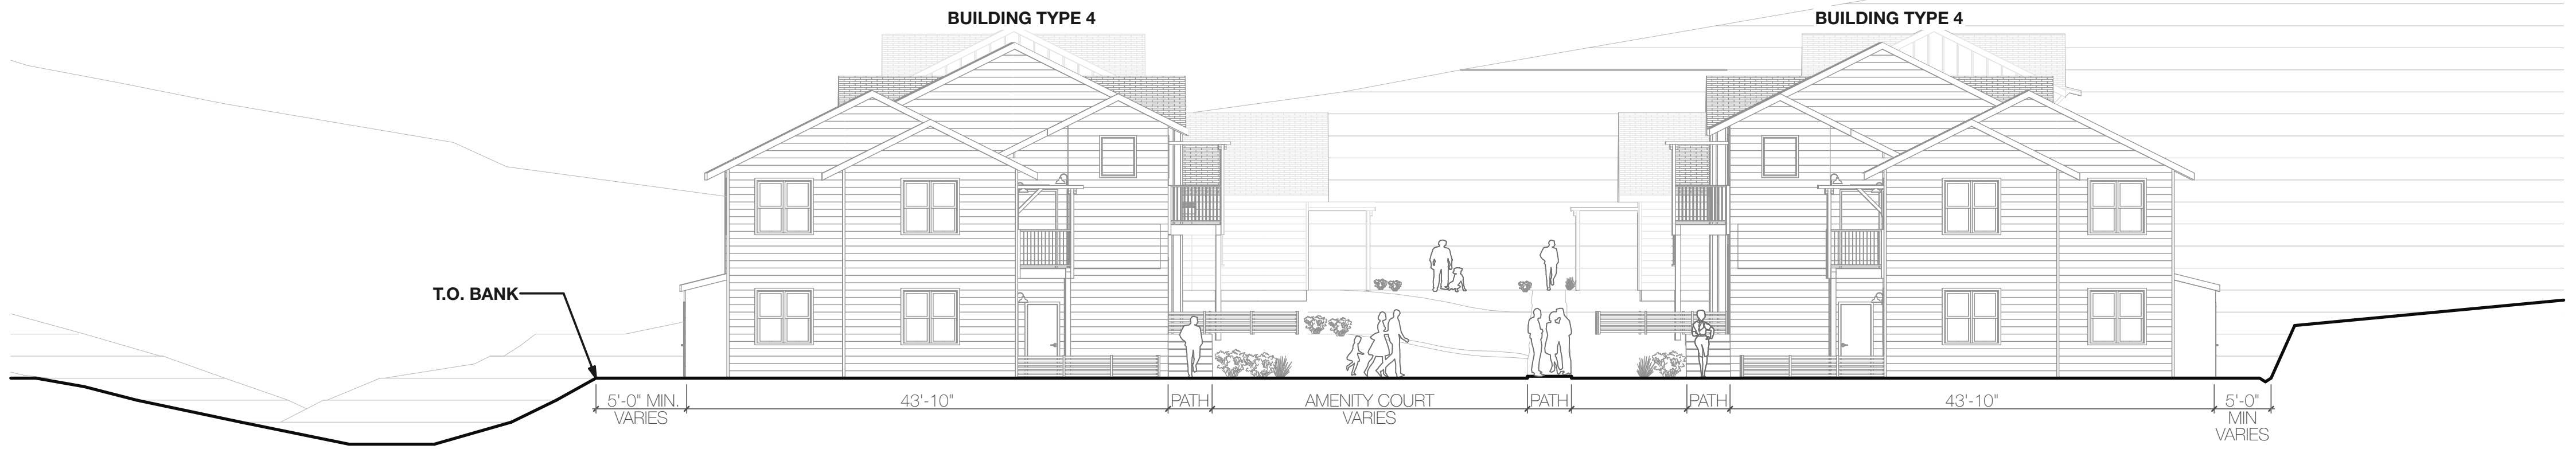 BUILDING TYPE 4
BUILDING TYPE 4
T.O. BANK
5'-0" MIN.
VARIES
43'-10"
PATH
AMENITY COURT
VARIES
PATH
PATH
43'-10"
5'-0"
MIN
VARIES